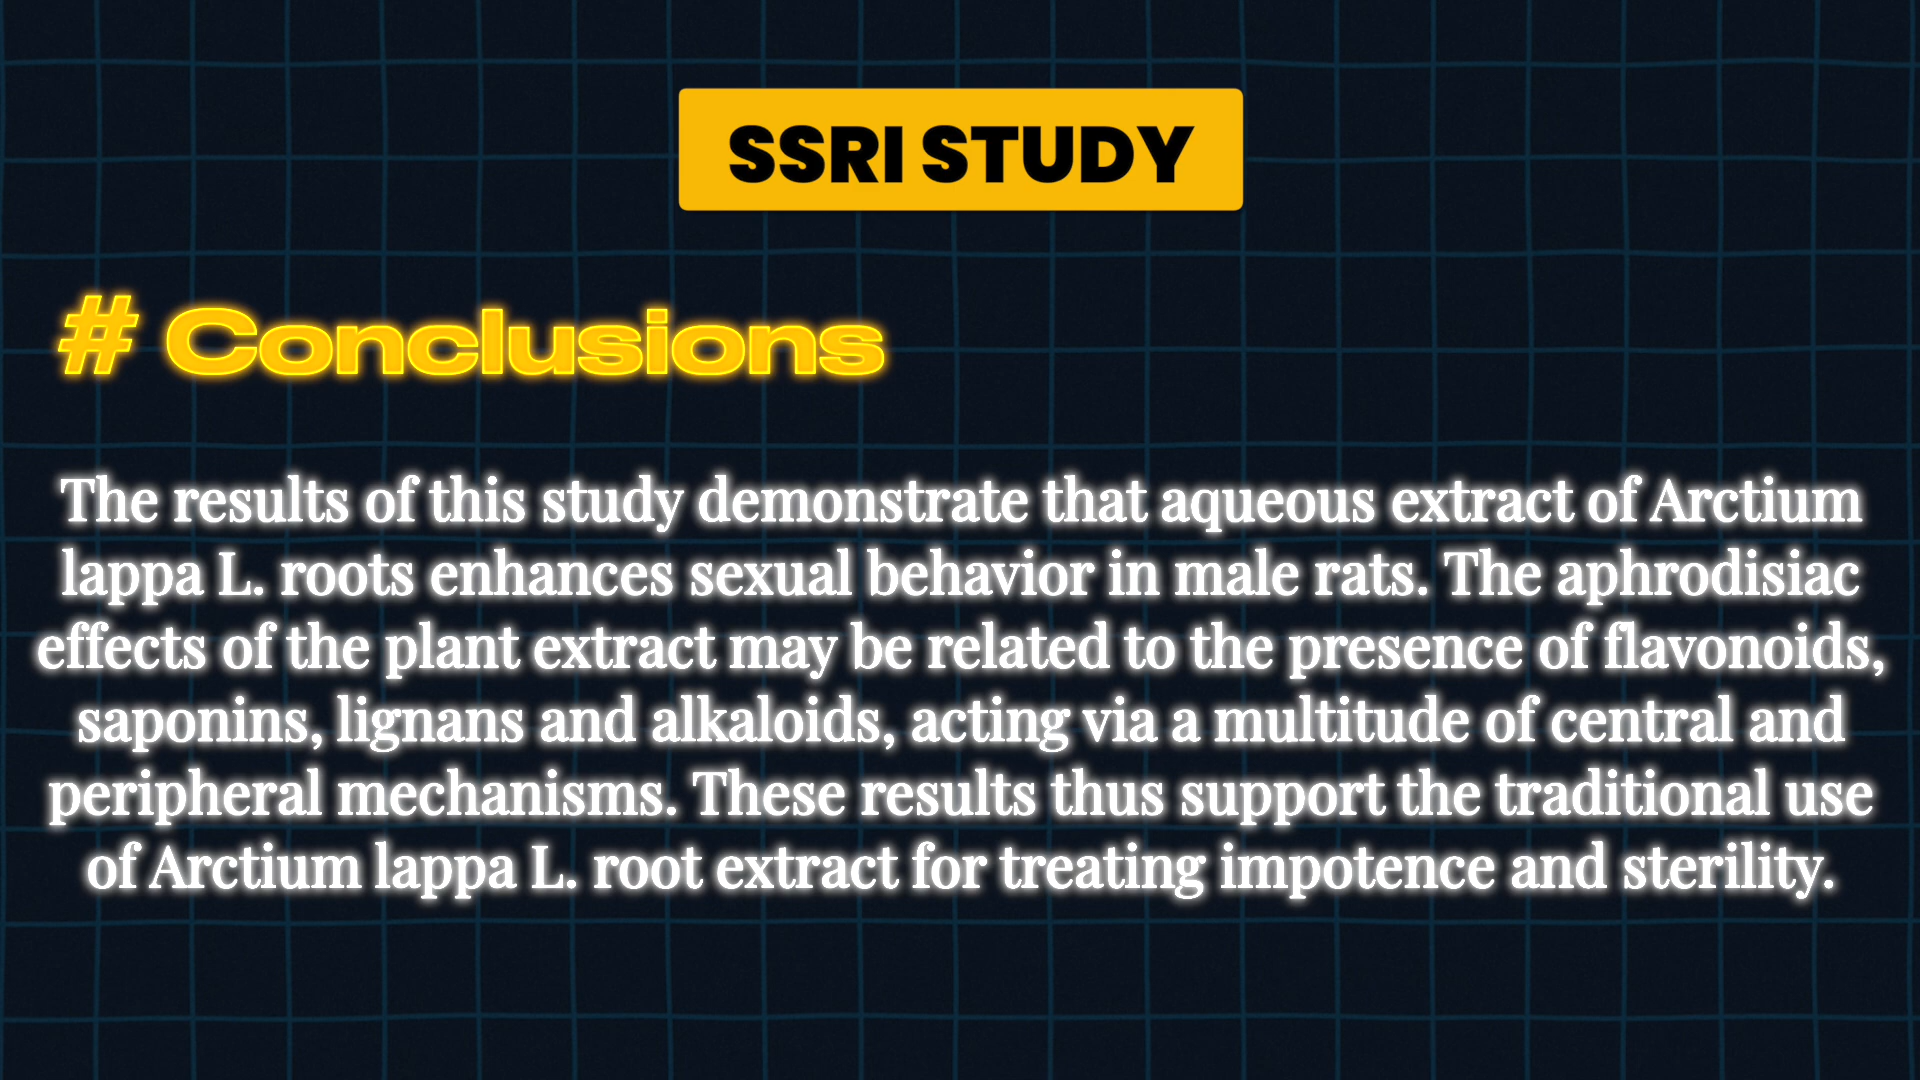 SSRI STUDY
# Conclusions
The results of this study demonstrate that aqueous extract of Arctium
lappa L. roots enhances sexual behavior in male rats. The aphrodisiac
effects of the plant extract may be related to the presence of flavonoids,
saponins, lignans and alkaloids, acting via a multitude of central and
peripheral mechanisms. These results thus support the traditional use
of Arctium lappa L. root extract for treating impotence and sterility.